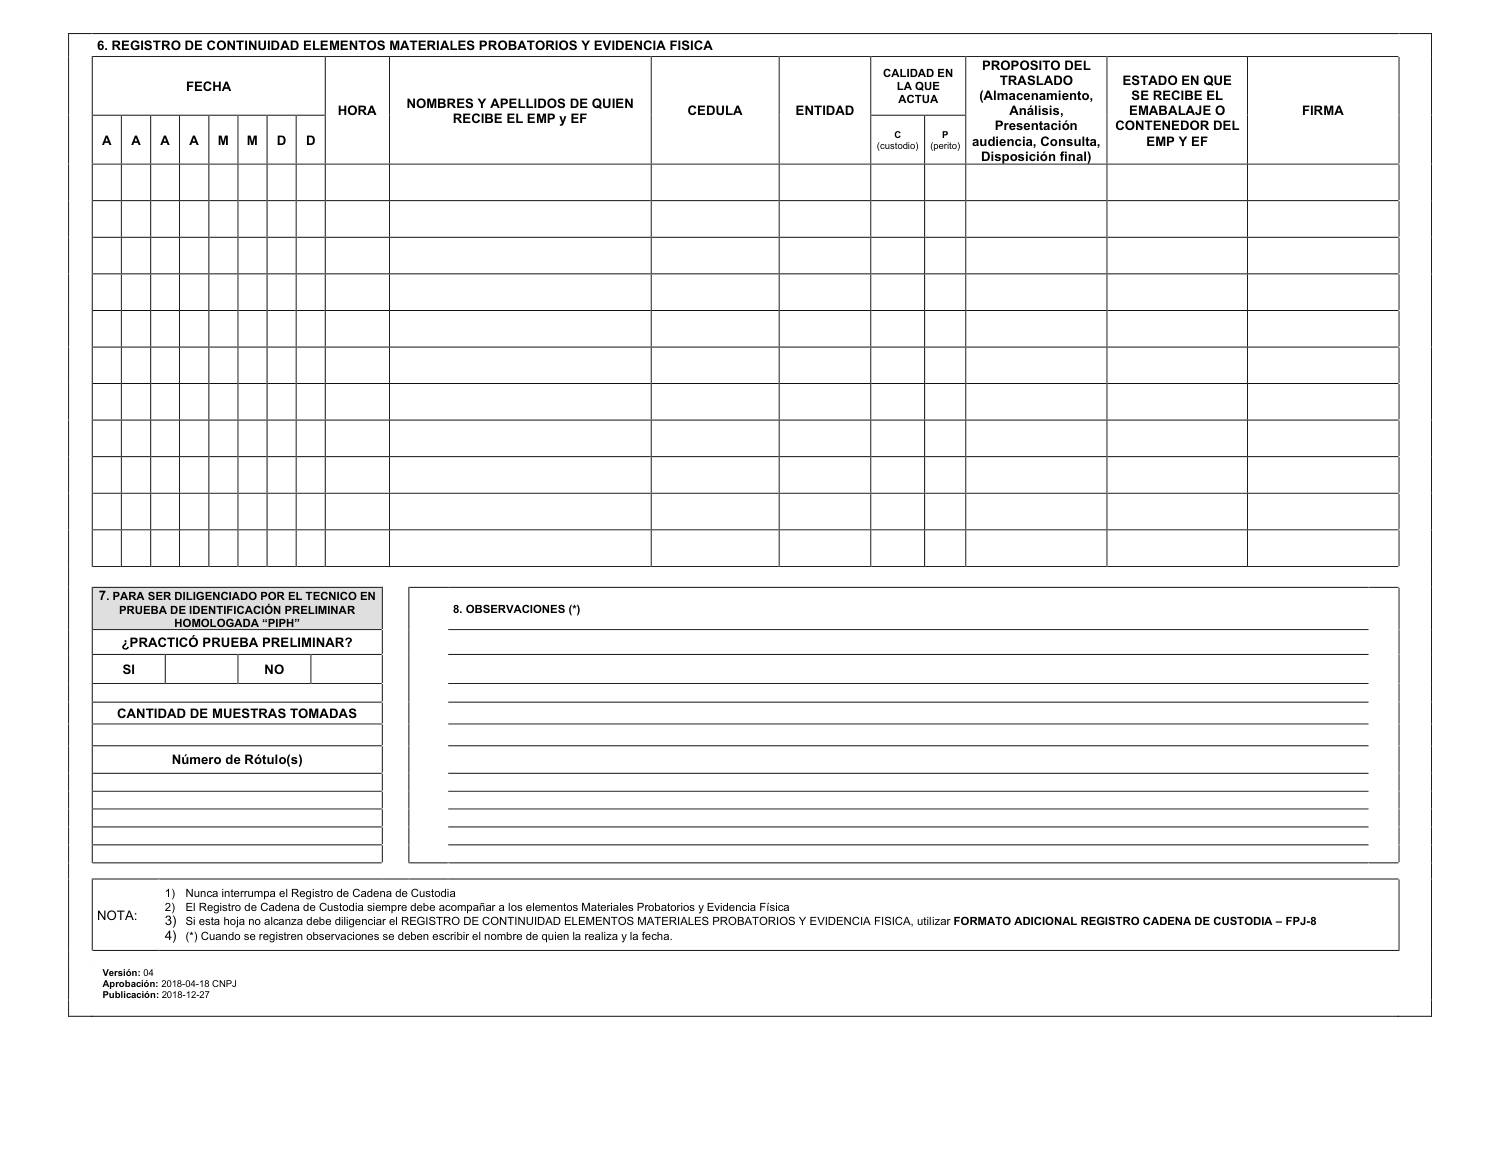 6. REGISTRO DE CONTINUIDAD ELEMENTOS MATERIALES PROBATORIOS Y EVIDENCIA FISICA
FECHA
A A A A M M D D
HORA
NOMBRES Y APELLIDOS DE QUIEN
RECIBE EL EMP y EF
CEDULA
ENTIDAD
CALIDAD EN
LA QUE
ACTUA
C
(custodio)
P
(perito)
PROPOSITO DEL
TRASLADO
(Almacenamiento,
Análisis,
Presentación
audiencia, Consulta,
Disposición final)
ESTADO EN QUE
SE RECIBE EL
EMABALAJE O
CONTENEDOR DEL
EMP Y EF
FIRMA
7. PARA SER DILIGENCIADO POR EL TECNICO EN
PRUEBA DE IDENTIFICACIÓN PRELIMINAR
HOMOLOGADA “PIPH”
¿PRACTICÓ PRUEBA PRELIMINAR?
SI NO
CANTIDAD DE MUESTRAS TOMADAS
Número de Rótulo(s)
8. OBSERVACIONES (*)
NOTA:
1) Nunca interrumpa el Registro de Cadena de Custodia
2) El Registro de Cadena de Custodia siempre debe acompañar a los elementos Materiales Probatorios y Evidencia Física
3) Si esta hoja no alcanza debe diligenciar el REGISTRO DE CONTINUIDAD ELEMENTOS MATERIALES PROBATORIOS Y EVIDENCIA FISICA, utilizar FORMATO ADICIONAL REGISTRO CADENA DE CUSTODIA – FPJ-8
4) (*) Cuando se registren observaciones se deben escribir el nombre de quien la realiza y la fecha.
Versión: 04
Aprobación: 2018-04-18 CNPJ
Publicación: 2018-12-27